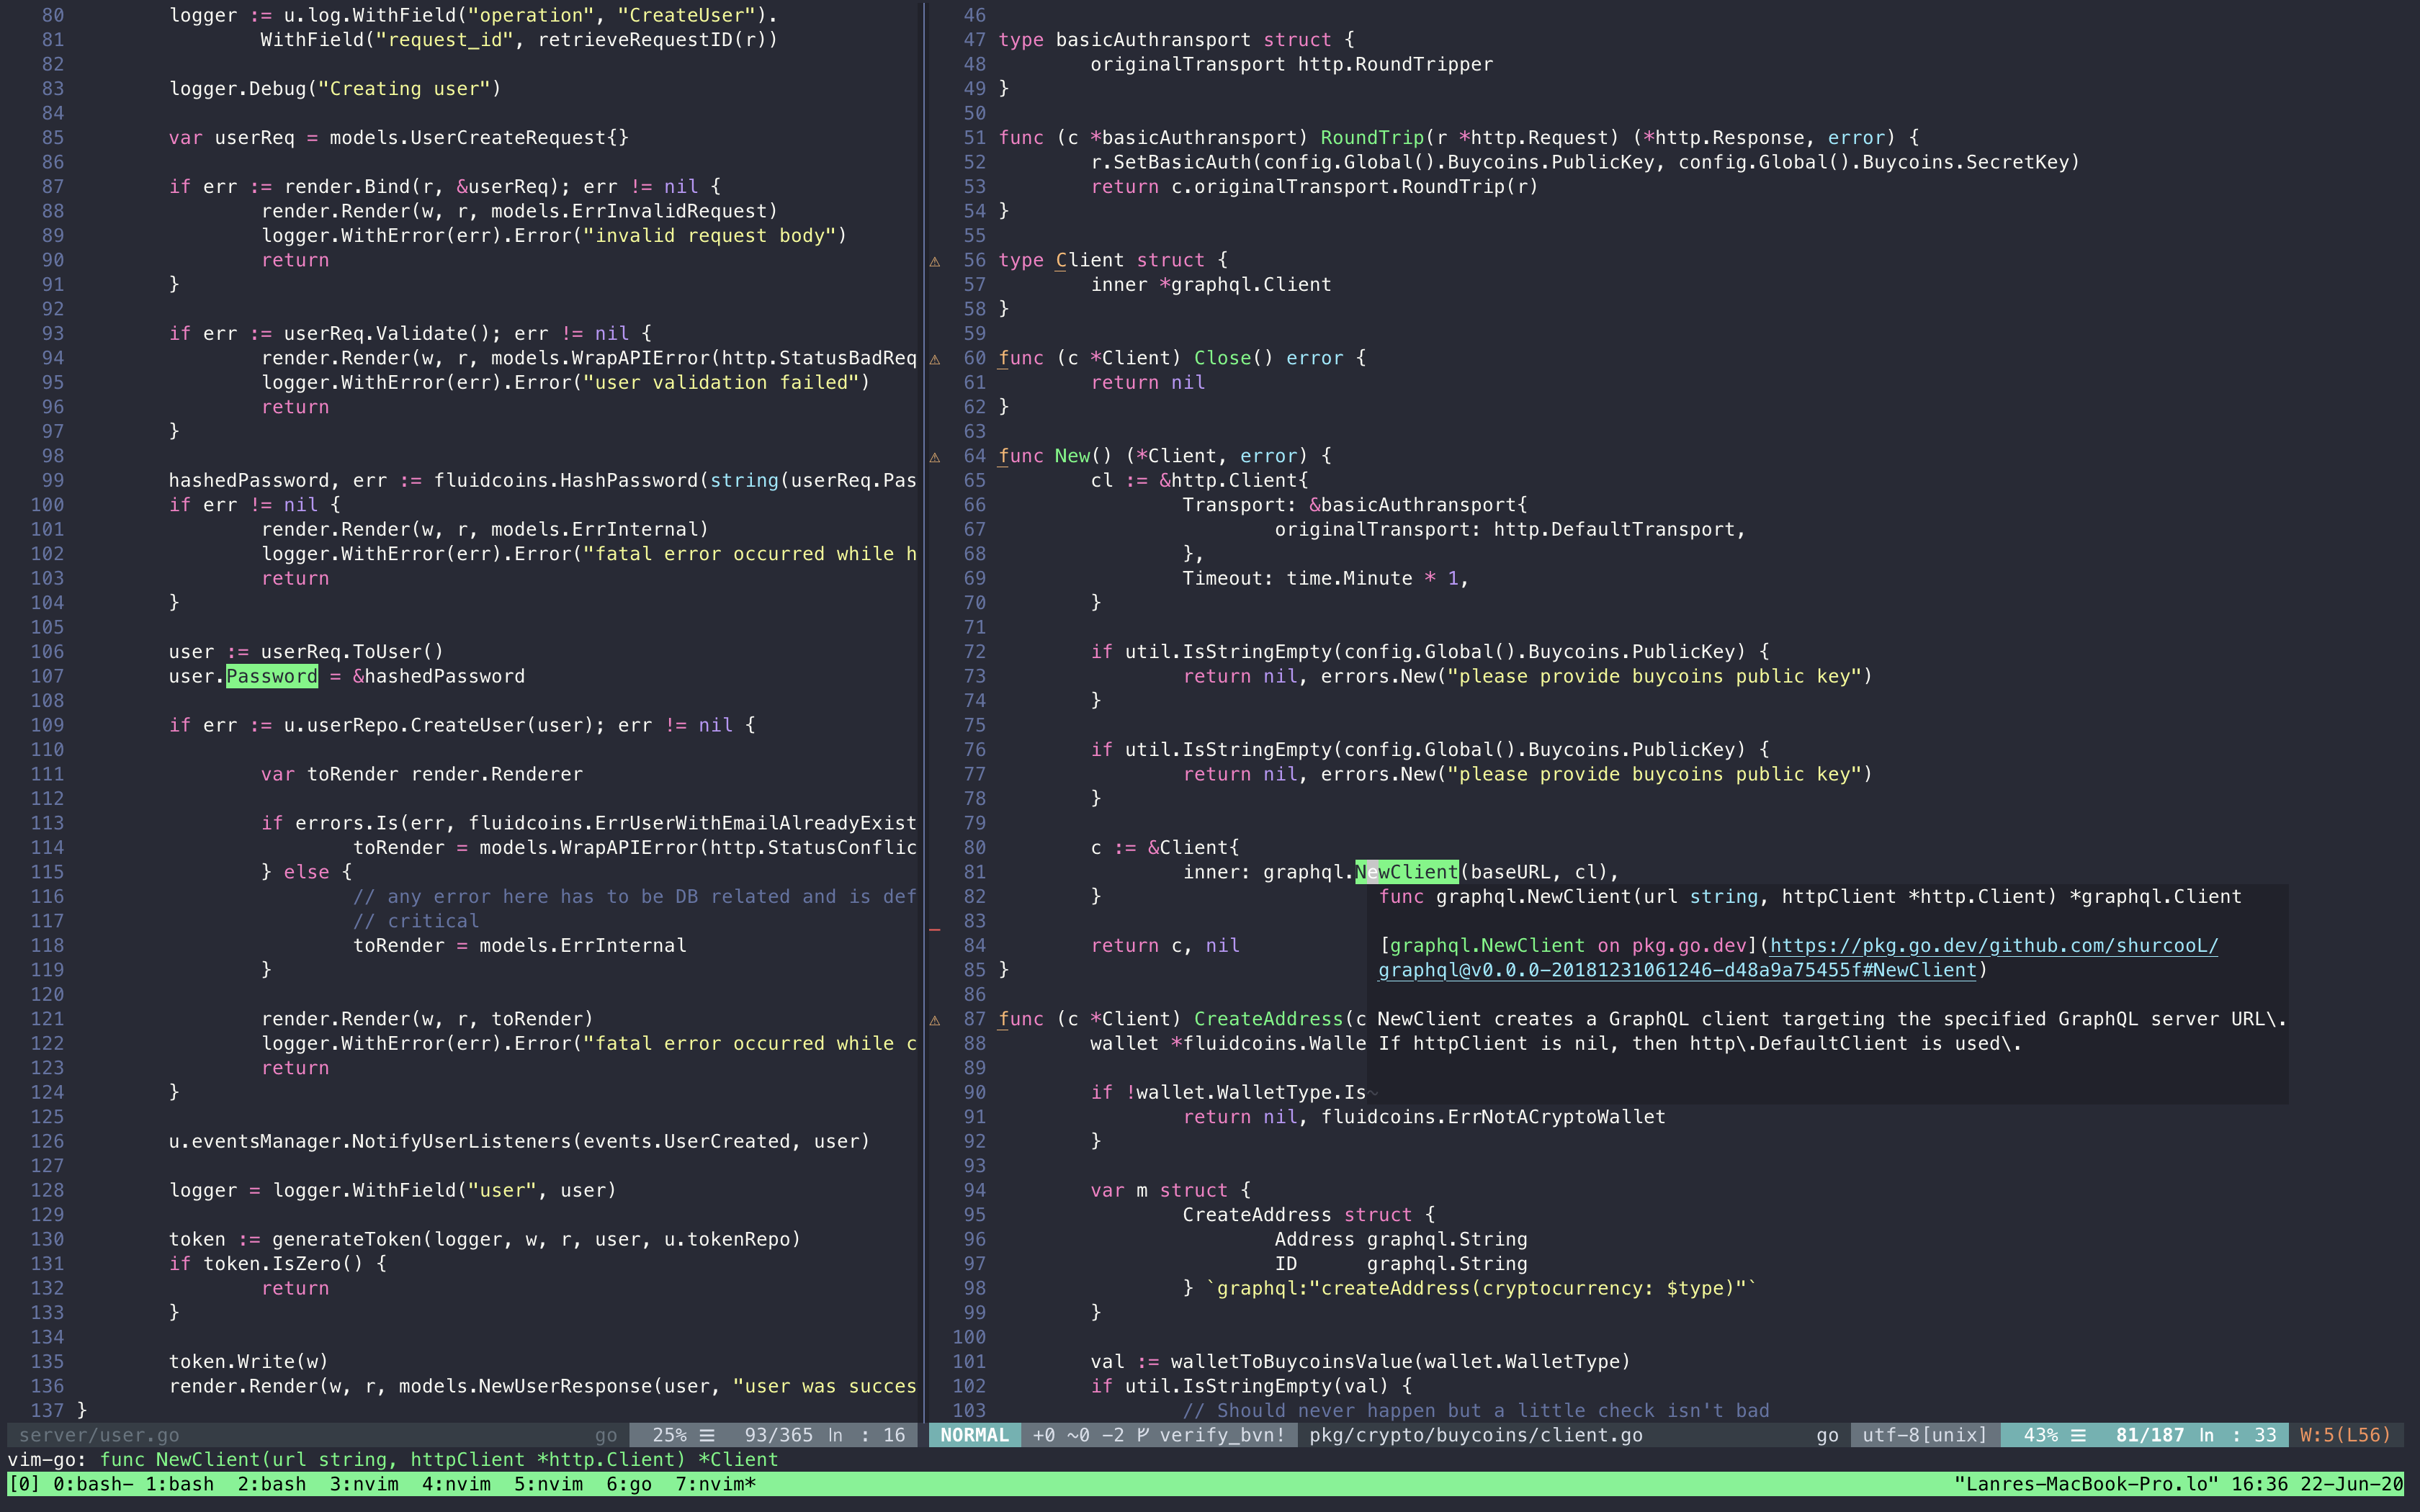 80 logger := u.log.WithField("operation", "CreateUser").
81 WithField("request_id", retrieveRequestID(r))
82
83 logger.Debug("Creating user")
84
85 var userReq = models.UserCreateRequest{}
86
87 if err := render.Bind(r, &userReq); err != nil {
88 render.Render(w, r, models.ErrInvalidRequest)
89 logger.WithError(err).Error("invalid request body")
90 return
91 }
92
93 if err := userReq.Validate(); err != nil {
94 render.Render(w, r, models.WrapAPIError(http.StatusBadReq
95 logger.WithError(err).Error("user validation failed")
96 return
97 }
98
99 hashedPassword, err := fluidcoins.HashPassword(string(userReq.Pas
100 if err != nil {
101 render.Render(w, r, models.ErrInternal)
102 logger.WithError(err).Error("fatal error occurred while h
103 return
104 }
105
106 user := userReq.ToUser()
107 user.Password = &hashedPassword
108
109 if err := u.userRepo.CreateUser(user); err != nil {
110
111 var toRender render.Renderer
112
113 if errors.Is(err, fluidcoins.ErrUserWithEmailAlreadyExist
114 toRender = models.WrapAPIError(http.StatusConflic
115 } else {
116 // any error here has to be DB related and is def
117 // critical
118 toRender = models.ErrInternal
119 }
120
121 render.Render(w, r, toRender)
122 logger.WithError(err).Error("fatal error occurred while c
123 return
124 }
125
126 u.eventsManager.NotifyUserListeners(events.UserCreated, user)
127
128 logger = logger.WithField("user", user)
129
130 token := generateToken(logger, w, r, user, u.tokenRepo)
131 if token.IsZero() {
132 return
133 }
134
135 token.Write(w)
136 render.Render(w, r, models.NewUserResponse(user, "user was succes
137 }
server/user.go go 25% ☰ 93/365 ln : 16
46
47 type basicAuthransport struct {
48 originalTransport http.RoundTripper
49 }
50
51 func (c *basicAuthransport) RoundTrip(r *http.Request) (*http.Response, error) {
52 r.SetBasicAuth(config.Global().Buycoins.PublicKey, config.Global().Buycoins.SecretKey)
53 return c.originalTransport.RoundTrip(r)
54 }
55
⚠ 56 type Client struct {
57 inner *graphql.Client
58 }
59
⚠ 60 func (c *Client) Close() error {
61 return nil
62 }
63
⚠ 64 func New() (*Client, error) {
65 cl := &http.Client{
66 Transport: &basicAuthransport{
67 originalTransport: http.DefaultTransport,
68 },
69 Timeout: time.Minute * 1,
70 }
71
72 if util.IsStringEmpty(config.Global().Buycoins.PublicKey) {
73 return nil, errors.New("please provide buycoins public key")
74 }
75
76 if util.IsStringEmpty(config.Global().Buycoins.PublicKey) {
77 return nil, errors.New("please provide buycoins public key")
78 }
79
80 c := &Client{
81 inner: graphql.NewClient(baseURL, cl),
82 }
func graphql.NewClient(url string, httpClient *http.Client) *graphql.Client
_ 83
84 return c, nil
[graphql.NewClient on pkg.go.dev](https://pkg.go.dev/github.com/shurcooL/
85 }
graphql@v0.0.0-20181231061246-d48a9a75455f#NewClient)
86
⚠ 87 func (c *Client) CreateAddress(c
NewClient creates a GraphQL client targeting the specified GraphQL server URL\.
88 wallet *fluidcoins.Walle
If httpClient is nil, then http\.DefaultClient is used\.
89
90 if !wallet.WalletType.Is
~
91 return nil, fluidcoins.ErrNotACryptoWallet
92 }
93
94 var m struct {
95 CreateAddress struct {
96 Address graphql.String
97 ID graphql.String
98 } `graphql:"createAddress(cryptocurrency: $type)"`
99 }
100
101 val := walletToBuycoinsValue(wallet.WalletType)
102 if util.IsStringEmpty(val) {
103 // Should never happen but a little check isn't bad
NORMAL +0 ~0 -2 ᚠ verify_bvn! pkg/crypto/buycoins/client.go go utf-8[unix] 43% ☰ 81/187 ln : 33 W:5(L56)
vim-go: func NewClient(url string, httpClient *http.Client) *Client
[0] 0:bash- 1:bash 2:bash 3:nvim 4:nvim 5:nvim 6:go 7:nvim* "Lanres-MacBook-Pro.lo" 16:36 22-Jun-20